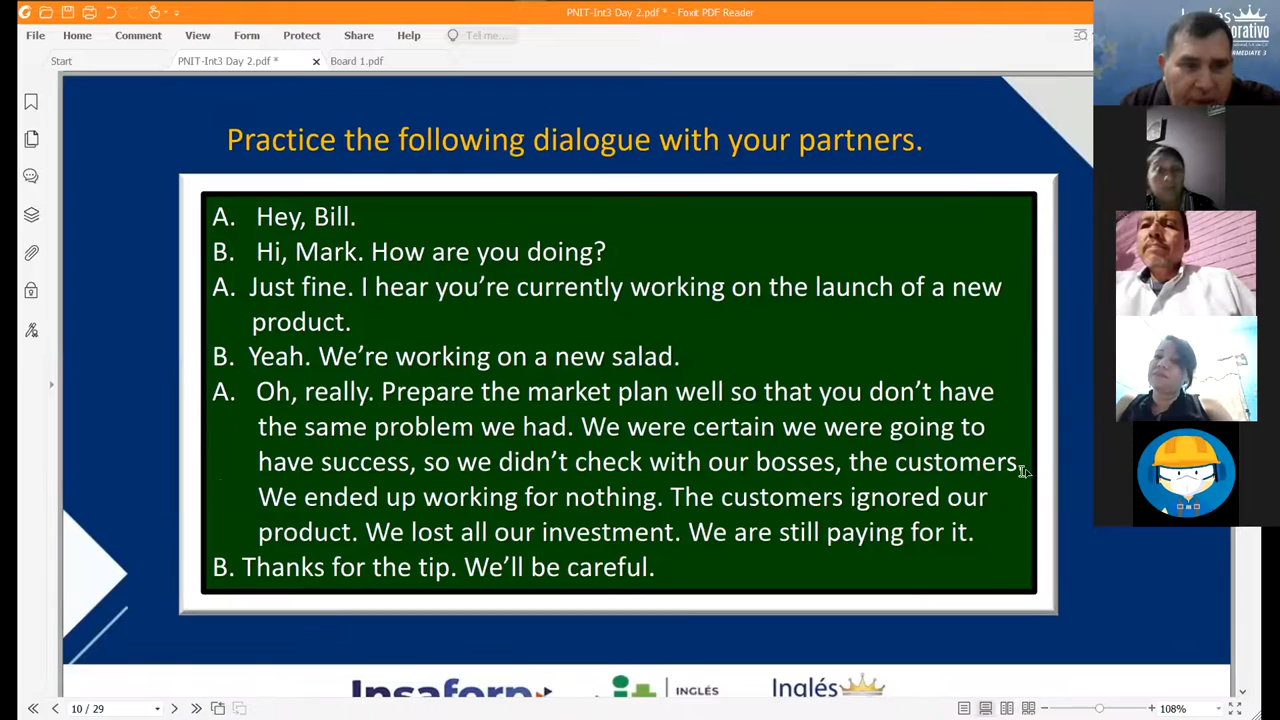 PNIT-Int3 Day 2.pdf * - Foxit PDF Reader
File Home Comment View Form Protect Share Help Tell me...
Start PNIT-Int3 Day 2.pdf * Board 1.pdf
Inglés
orativo
Practice the following dialogue with your partners.
A. Hey, Bill.
B. Hi, Mark. How are you doing?
A. Just fine. I hear you’re currently working on the launch of a new
product.
B. Yeah. We’re working on a new salad.
A. Oh, really. Prepare the market plan well so that you don’t have
the same problem we had. We were certain we were going to
have success, so we didn’t check with our bosses, the customers.
We ended up working for nothing. The customers ignored our
product. We lost all our investment. We are still paying for it.
B. Thanks for the tip. We’ll be careful.
Insaforp
INGLÉS
Inglés
10 / 29
108%